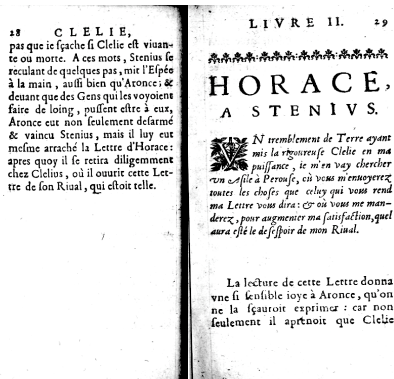 28 CLELIE,
pas que ie sçache si Clelie est viuan-
te ou morte. A ces mots, Stenius se
reculant de quelques pas, mit l'Espée
à la main, aussi bien qu'Aronce; &
deuant que des Gens qui les voyoient
faire de loing, pussent estre à eux,
Aronce eut non seulement desarmé
& vaincu Stenius, mais il luy eut
mesme arraché la Lettre d'Horace:
apres quoy il se retira diligemment
chez Clelius, où il ouurit cette Let-
tre de son Riual, qui estoit telle.
LIVRE II. 29
HORACE,
A STENIVS.
VN tremblement de Terre ayant
mis la rigoureuse Clelie en ma
puissance, ie m'en vay chercher
vn Asile à Perouse, où vous m'enuoyerez
toutes les choses que celuy qui vous rend
ma Lettre vous dira: & où vous me man-
derez, pour augmenter ma satisfaction, quel
aura esté le desespoir de mon Riual.
La lecture de cette Lettre donna
vne si sensible ioye à Aronce, qu'on
ne la sçauroit exprimer: car non
seulement il aprenoit que Clelie